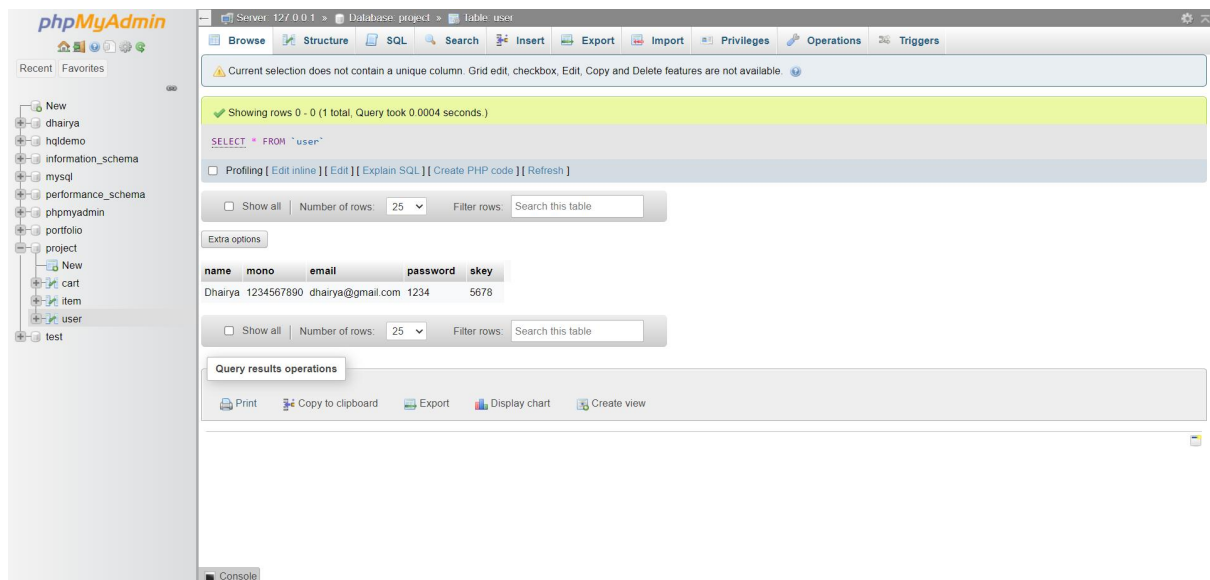 phpMyAdmin
Recent Favorites
New
dhairya
hqldemo
information_schema
mysql
performance_schema
phpmyadmin
portfolio
project
New
cart
item
user
test
Server: 127.0.0.1 » Database: project » Table: user
Browse Structure SQL Search Insert Export Import Privileges Operations Triggers
Current selection does not contain a unique column. Grid edit, checkbox, Edit, Copy and Delete features are not available.
Showing rows 0 - 0 (1 total, Query took 0.0004 seconds.)
SELECT * FROM `user`
Profiling [ Edit inline ] [ Edit ] [ Explain SQL ] [ Create PHP code ] [ Refresh ]
Show all | Number of rows: 25 Filter rows: Search this table
Extra options
name mono email password skey
Dhairya 1234567890 dhairya@gmail.com 1234 5678
Show all | Number of rows: 25 Filter rows: Search this table
Query results operations
Print Copy to clipboard Export Display chart Create view
Console